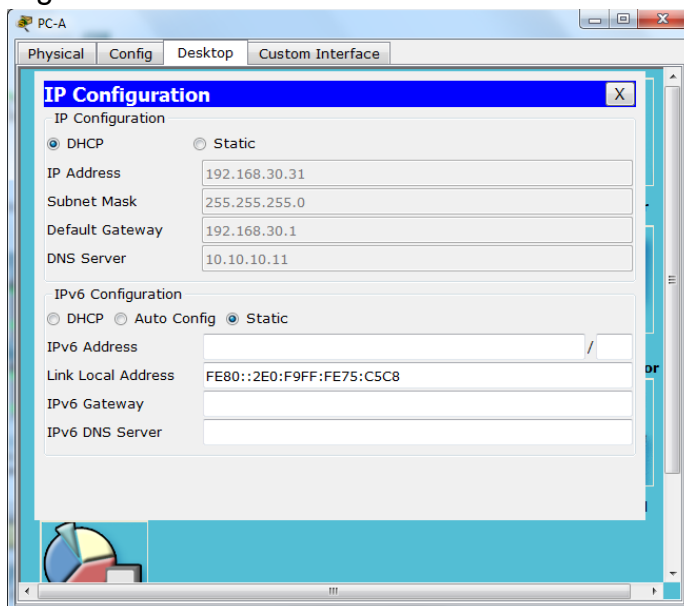 PC-A
Physical Config Desktop Custom Interface
IP Configuration X
IP Configuration
DHCP Static
IP Address 192.168.30.31
Subnet Mask 255.255.255.0
Default Gateway 192.168.30.1
DNS Server 10.10.10.11
IPv6 Configuration
DHCP Auto Config Static
IPv6 Address /
Link Local Address FE80::2E0:F9FF:FE75:C5C8
IPv6 Gateway
IPv6 DNS Server
or